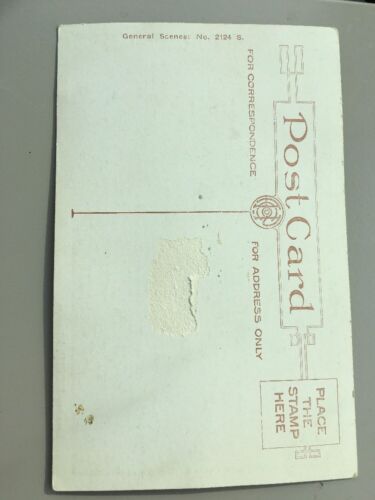 General Scenes: No. 2124 S.
Post Card
FOR CORRESPONDENCE.
FOR ADDRESS ONLY
PLACE
THE
STAMP
HERE